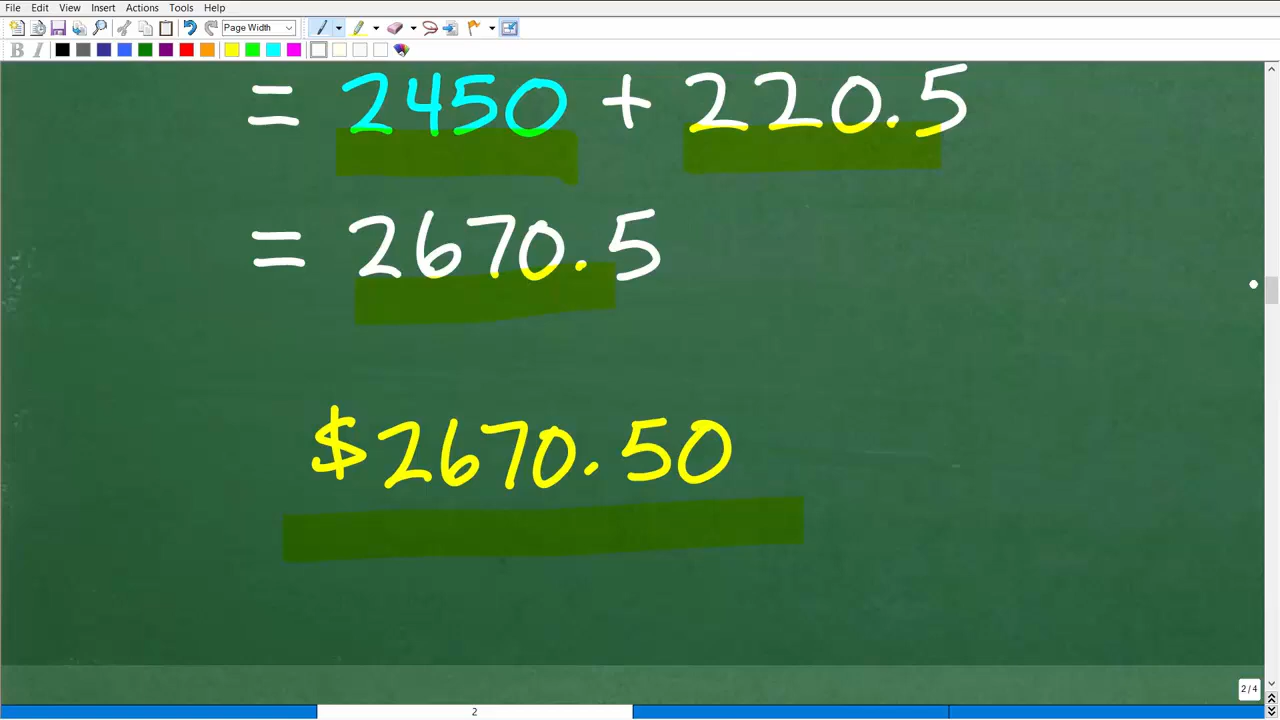 File Edit View Insert Actions Tools Help
Page Width
B I
= 2450 + 220.5
= 2670.5
$2670.50
2/4
2